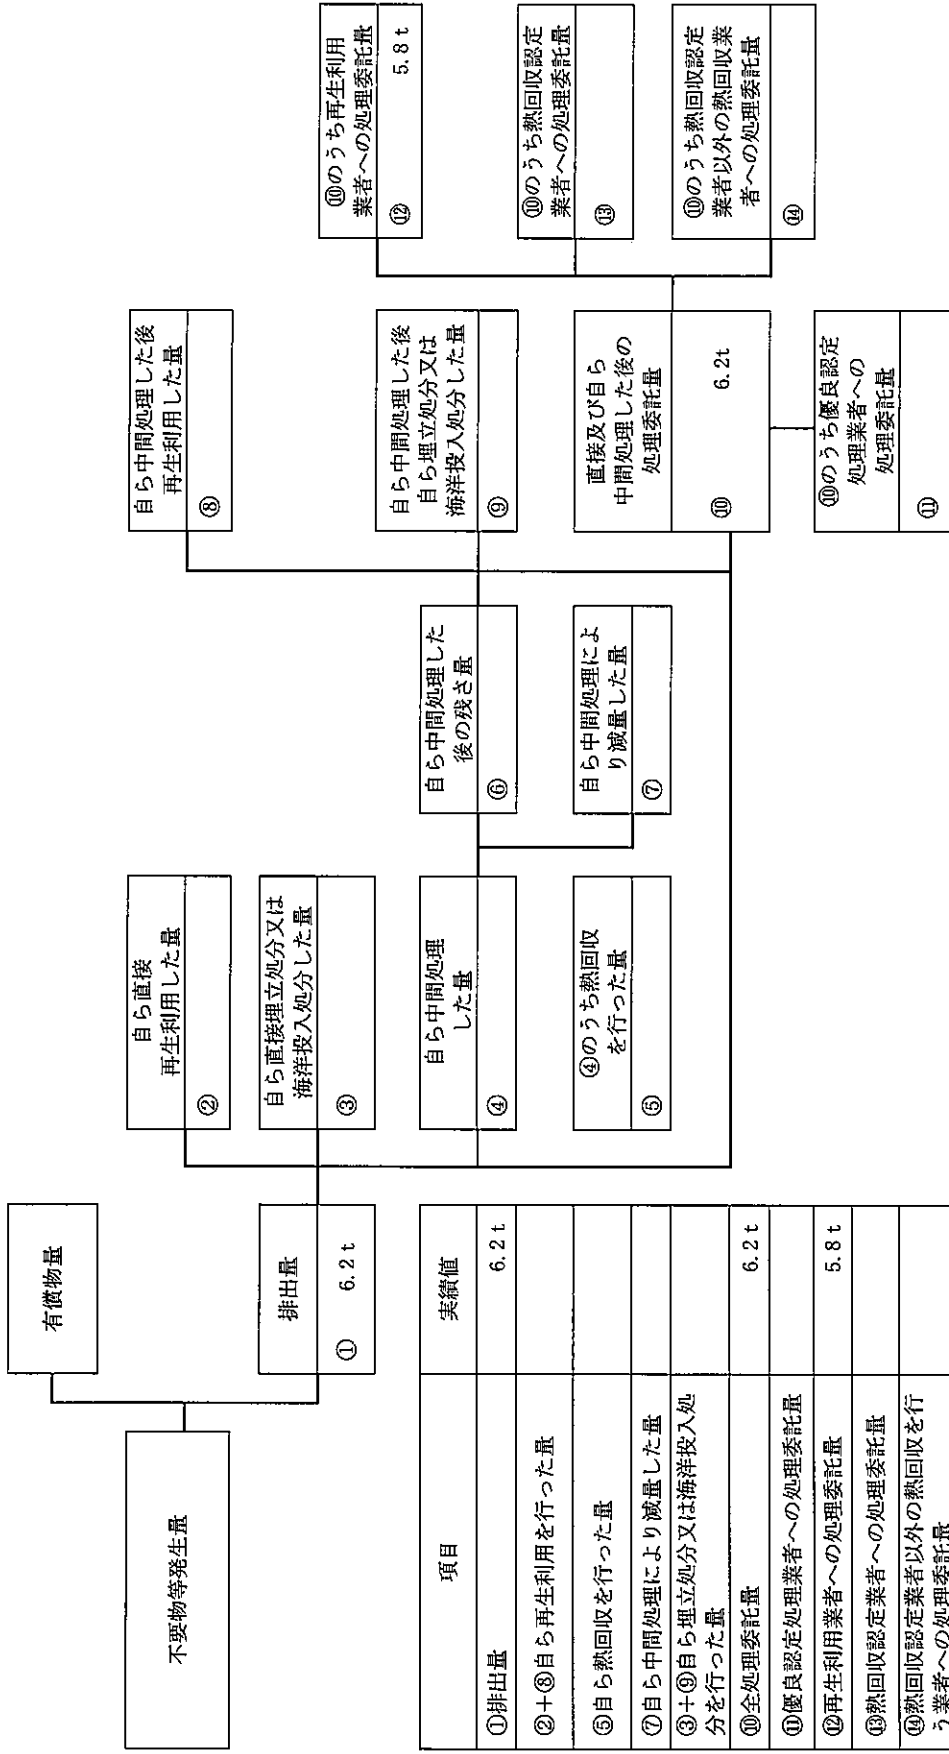 不要物等発生量
有償物量
排出量
① 6.2 t
自ら直接
再生利用した量
②
自ら直接埋立処分又は
海洋投入処分した量
③
自ら中間処理
した量
④
④のうち熱回収
を行った量
⑤
自ら中間処理した
後の残さ量
⑥
自ら中間処理によ
り減量した量
⑦
自ら中間処理した後
再生利用した量
⑧
自ら中間処理した後
自ら埋立処分又は
海洋投入処分した量
⑨
直接及び自ら
中間処理した後の
処理委託量
⑩ 6.2t
⑩のうち優良認定
処理業者への
処理委託量
⑪
⑩のうち再生利用
業者への処理委託量
⑫ 5.8 t
⑩のうち熱回収認定
業者への処理委託量
⑬
⑩のうち熱回収認定
業者以外の熱回収業
者への処理委託量
⑭
項目 実績値
①排出量 6.2 t
②+⑧自ら再生利用を行った量
⑤自ら熱回収を行った量
⑦自ら中間処理により減量した量
③+⑨自ら埋立処分又は海洋投入処
分を行った量
⑩全処理委託量 6.2 t
⑪優良認定処理業者への処理委託量
⑫再生利用業者への処理委託量 5.8 t
⑬熱回収認定業者への処理委託量
⑭熱回収認定業者以外の熱回収を行
う業者への処理委託量